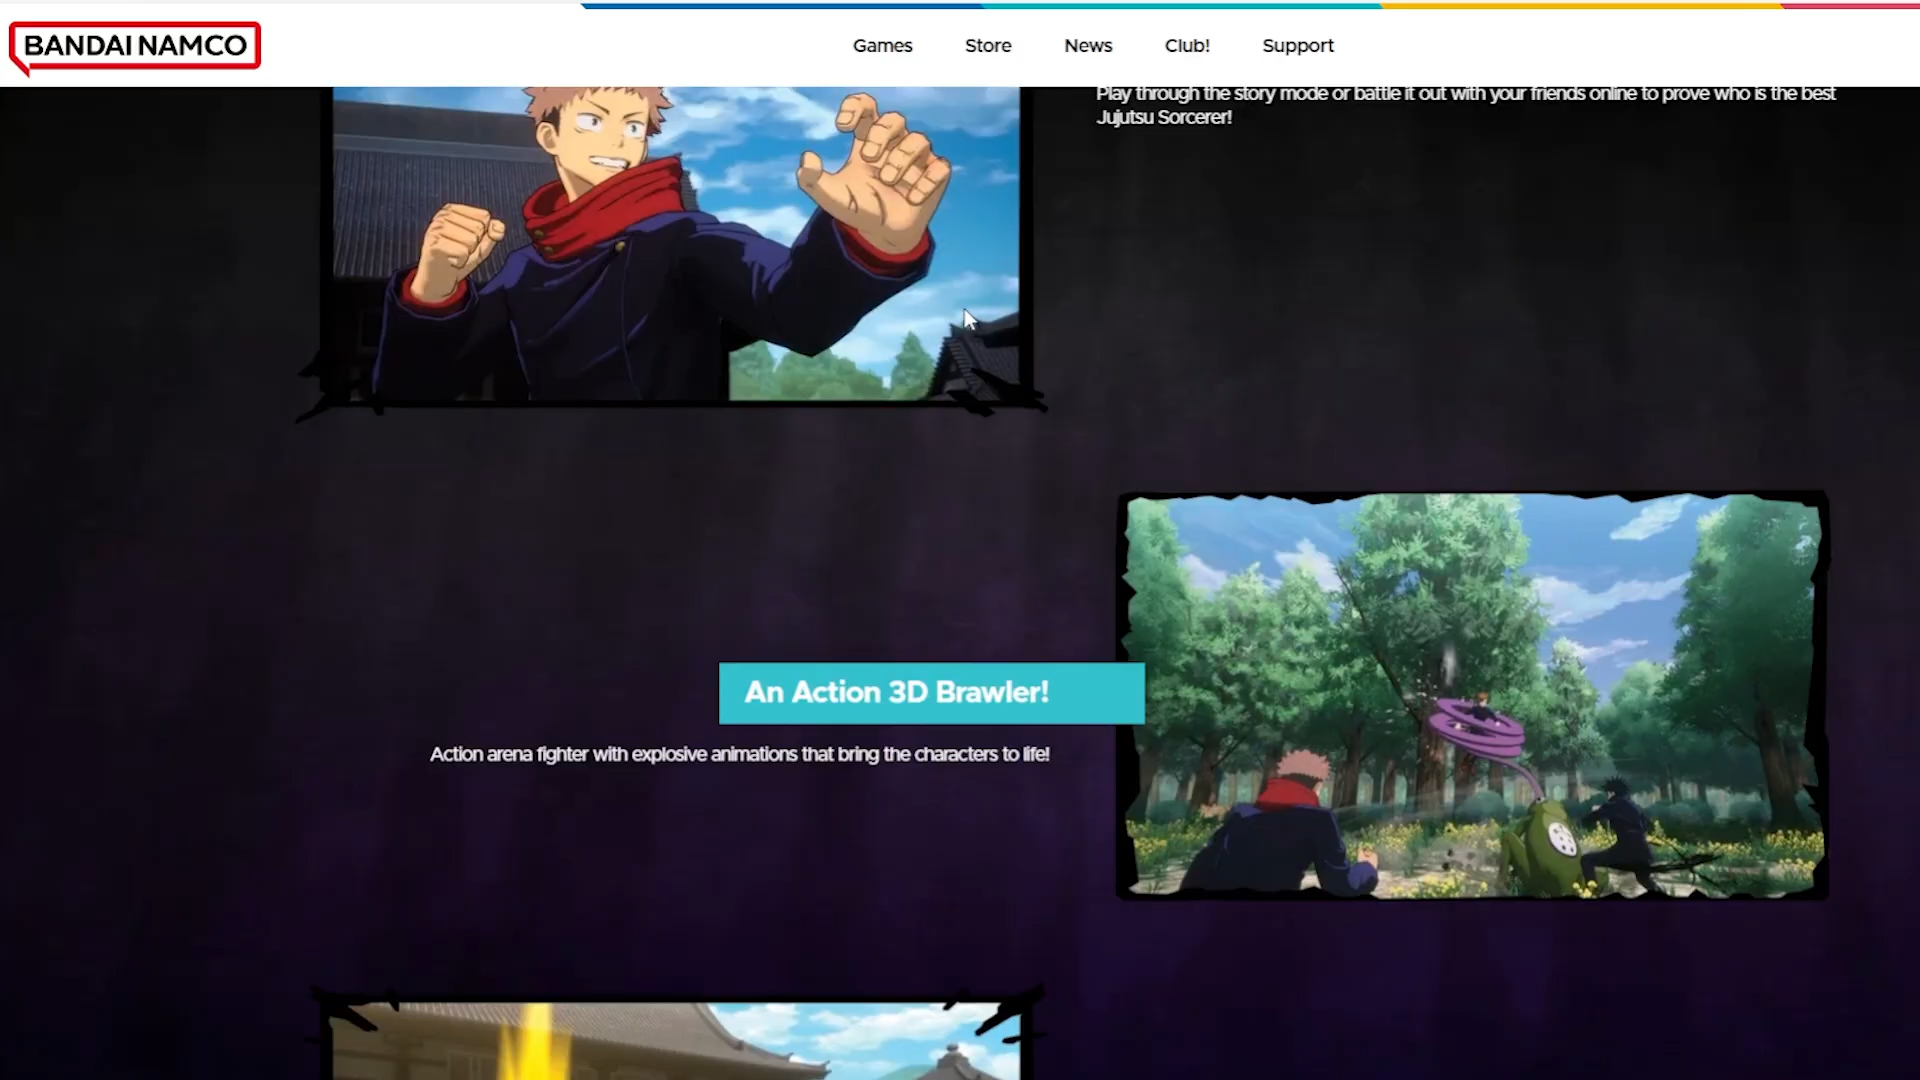 BANDAI NAMCO
Games
Store
News
Club!
Support
Play through the story mode or battle it out with your friends online to prove who is the best
Jujutsu Sorcerer!
An Action 3D Brawler!
Action arena fighter with explosive animations that bring the characters to life!